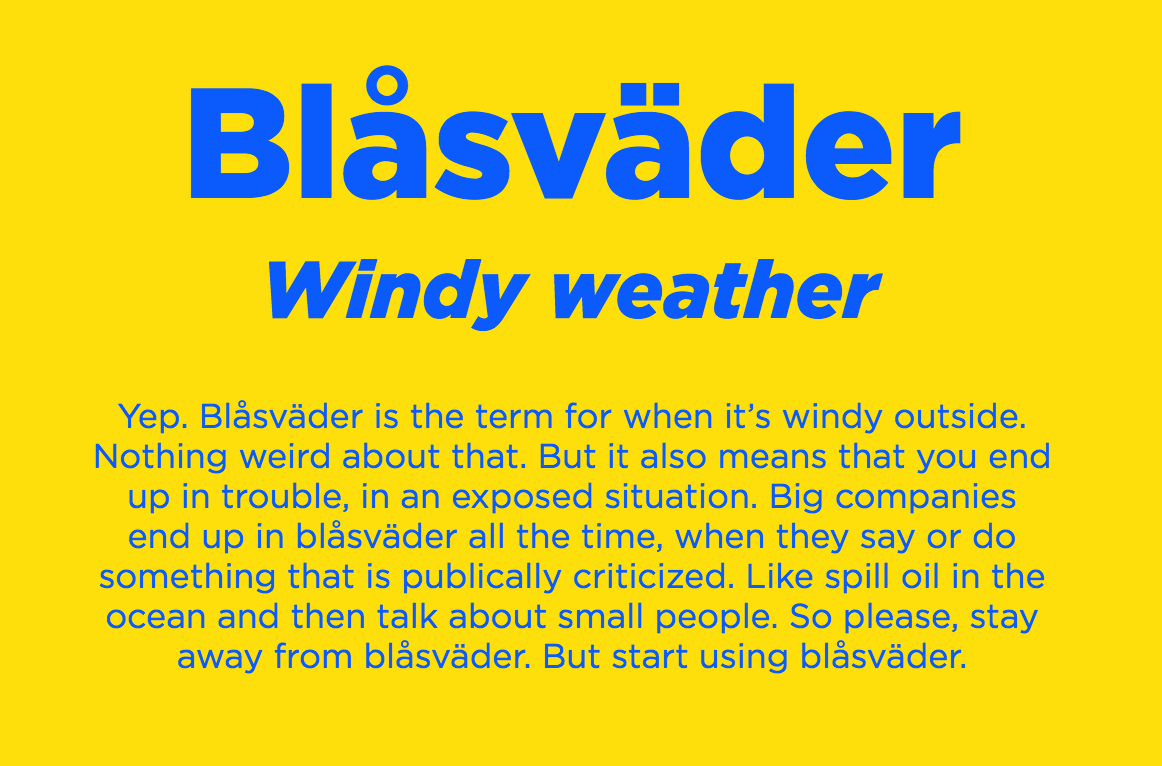 Blåsväder
Windy weather
Yep. Blåsväder is the term for when it’s windy outside.
Nothing weird about that. But it also means that you end
up in trouble, in an exposed situation. Big companies
end up in blåsväder all the time, when they say or do
something that is publically criticized. Like spill oil in the
ocean and then talk about small people. So please, stay
away from blåsväder. But start using blåsväder.